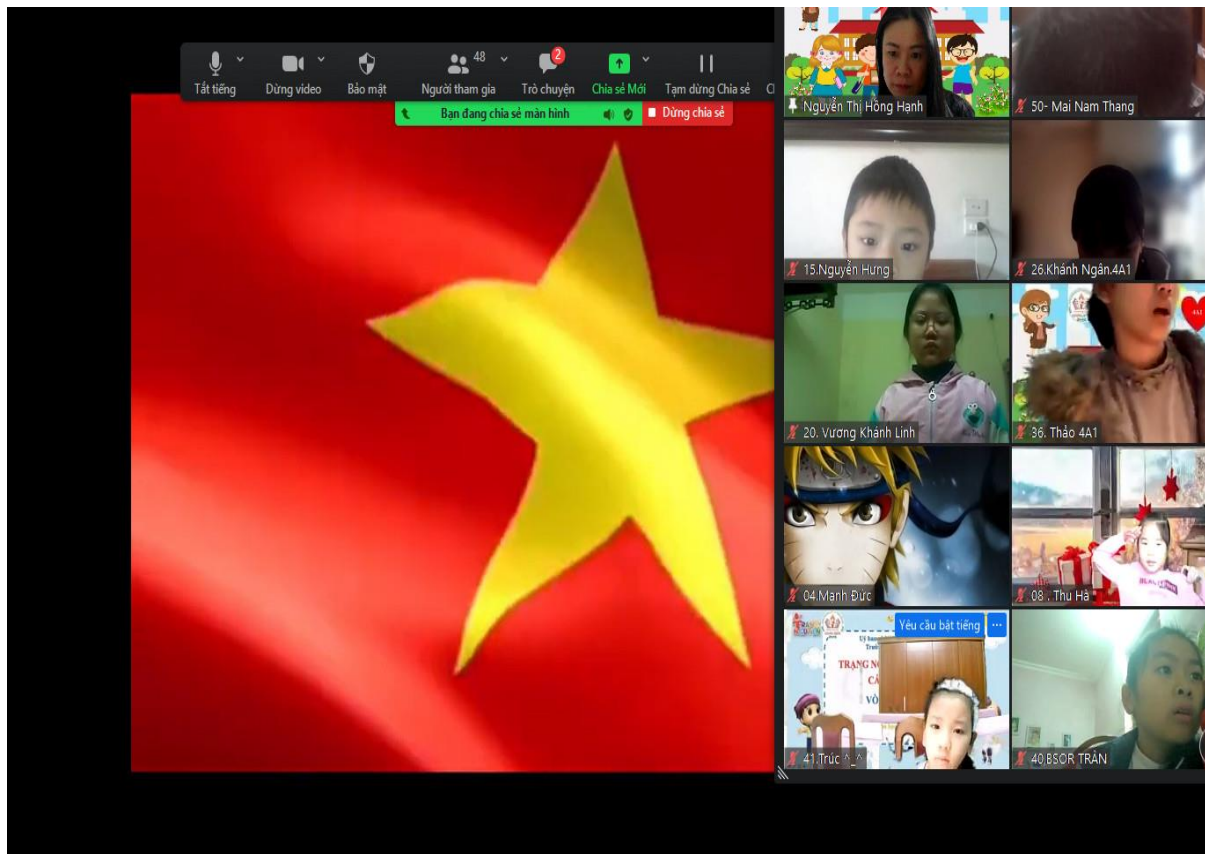 48
2
Tắt tiếng
Dừng video
Bảo mật
Người tham gia
Trò chuyện
Chia sẻ Mới
Tạm dừng Chia sẻ
Bạn đang chia sẻ màn hình
Dừng chia sẻ
Nguyễn Thị Hồng Hạnh
50- Mai Nam Thang
15.Nguyễn Hưng
26.Khánh Ngân.4A1
4A1
20. Vương Khánh Linh
36. Thảo 4A1
04.Mạnh Đức
08 . Thu Hà
Yêu cầu bật tiếng
TRẠNG
VÒ
41.Trúc ^_^
40.BSOR TRẦN